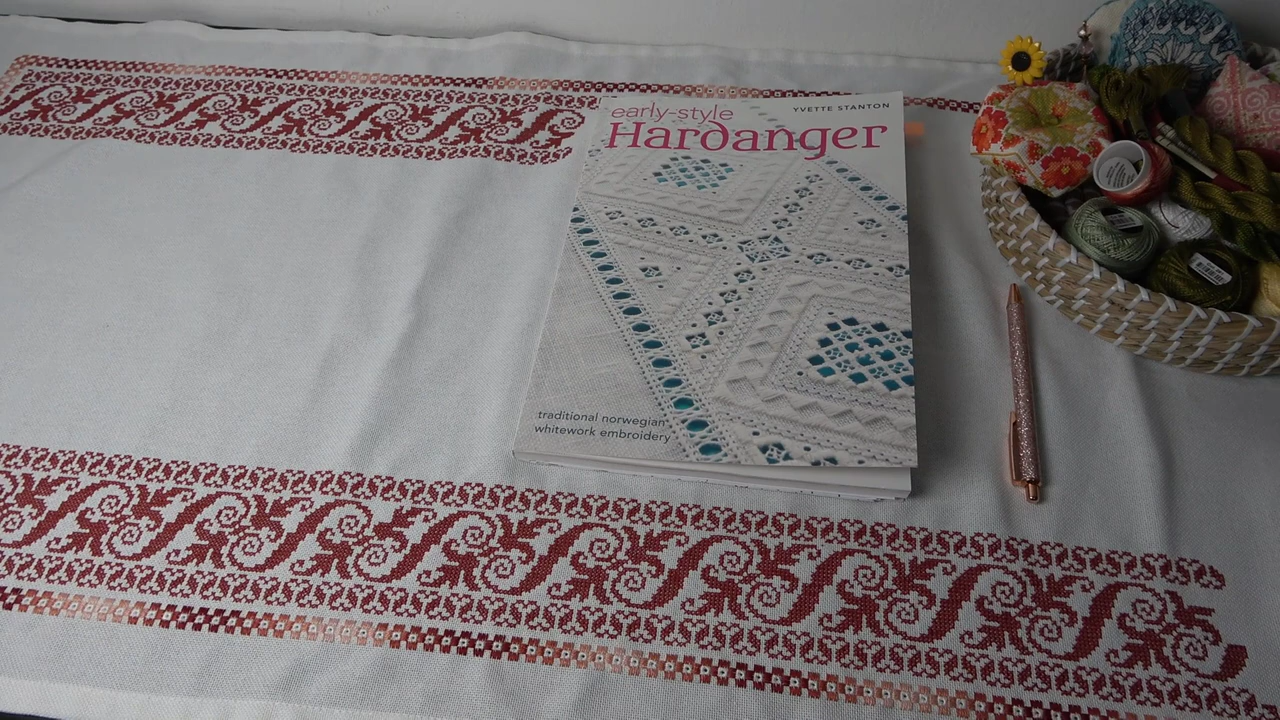 early-style
YVETTE STANTON
Hardanger
traditional norwegian
whitework embroidery